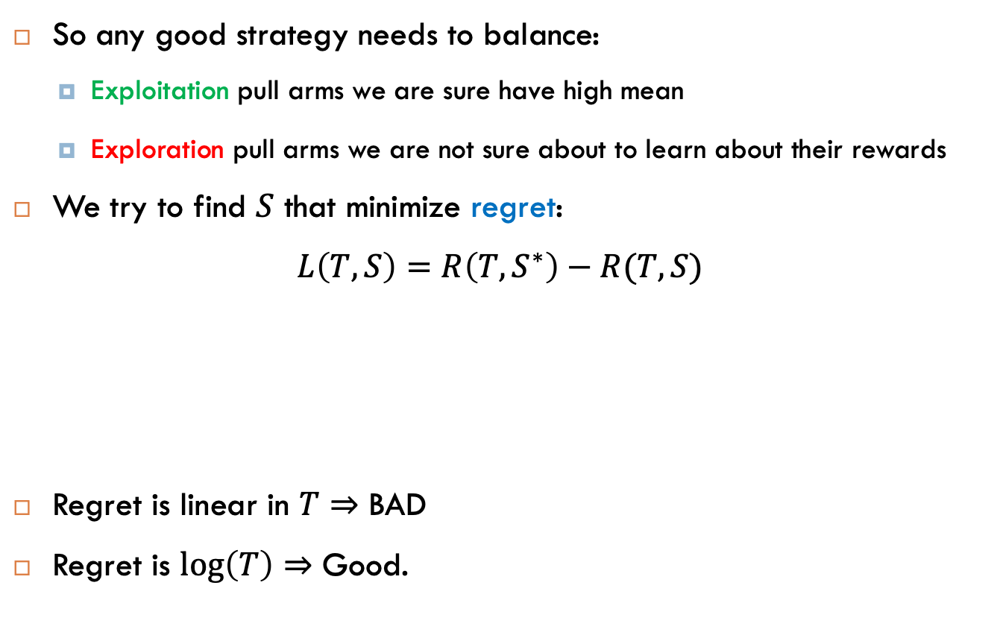 So any good strategy needs to balance:
Exploitation pull arms we are sure have high mean
Exploration pull arms we are not sure about to learn about their rewards
We try to find S that minimize regret:
L(T,S) = R(T,S*) − R(T,S)
Regret is linear in T ⇒ BAD
Regret is log(T) ⇒ Good.